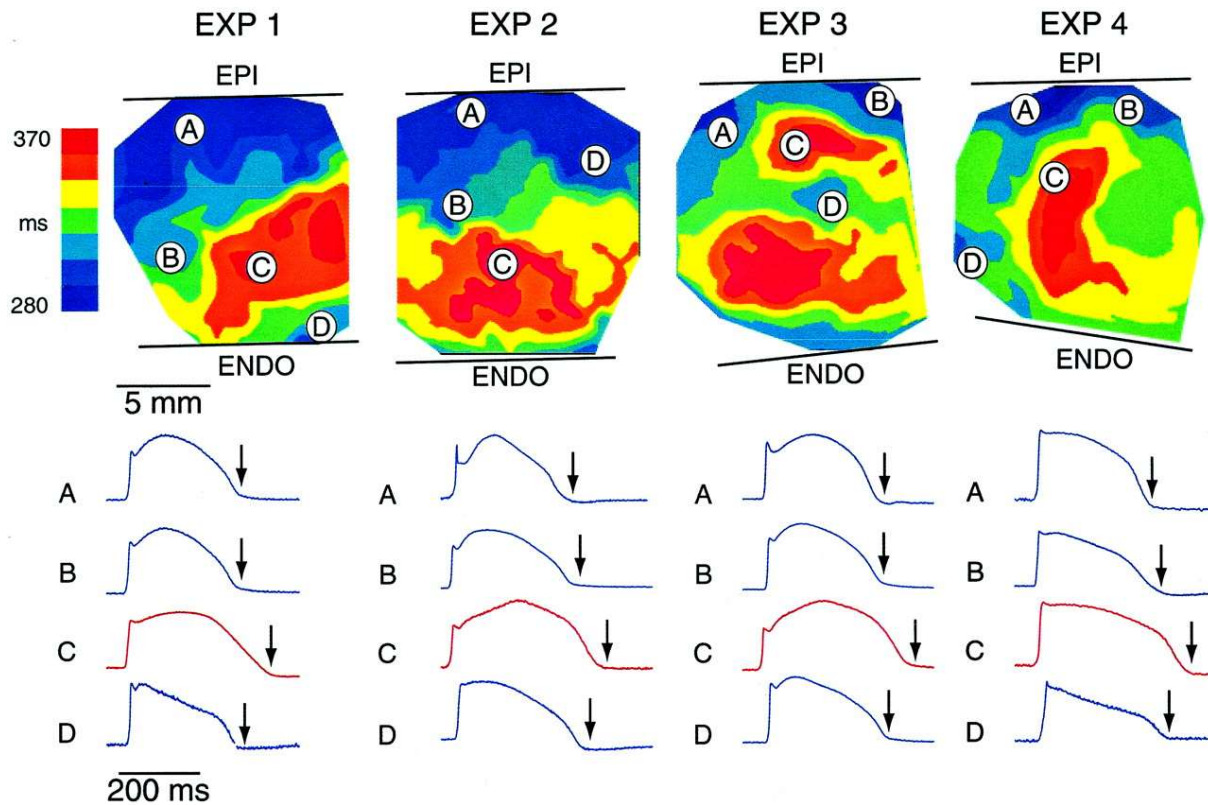 EXP 1 EXP 2 EXP 3 EXP 4
EPI EPI EPI EPI
370
ms
280
A B C D
A B C D
A B C D
A B C D
ENDO ENDO ENDO ENDO
5 mm
A A A A
B B B B
C C C C
D D D D
200 ms